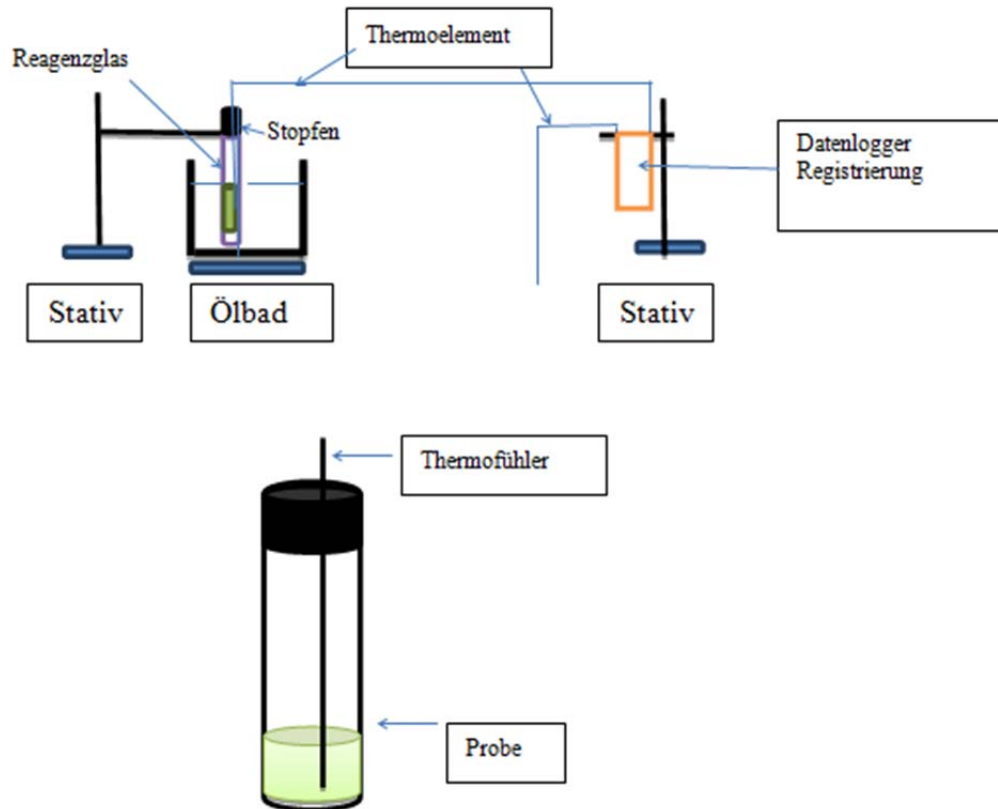 Thermoelement
Reagenzglas
Stopfen
Datenlogger
Registrierung
Stativ
Ölbad
Stativ
Thermofühler
Probe